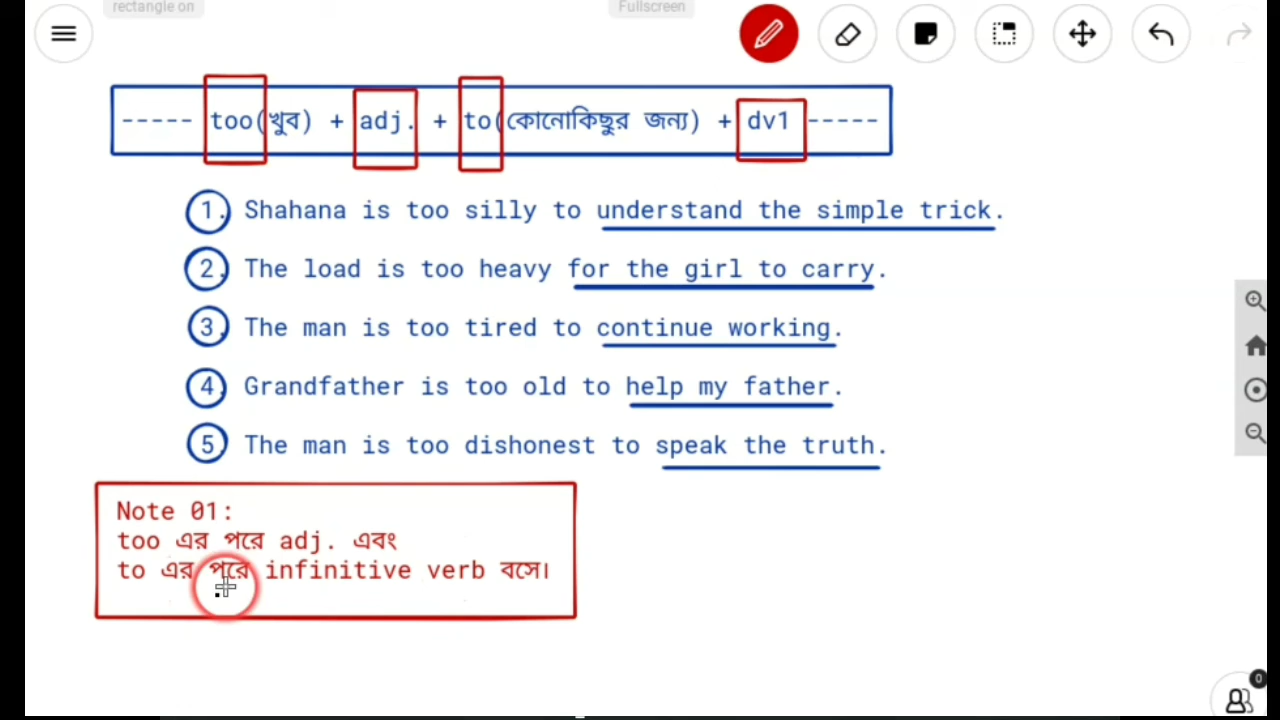 rectangle on
Fullscreen
----- too(খুব) + adj. + to(কোনোকিছুর জন্য) + dv1 -----
1. Shahana is too silly to understand the simple trick.
2. The load is too heavy for the girl to carry.
3. The man is too tired to continue working.
4. Grandfather is too old to help my father.
5. The man is too dishonest to speak the truth.
Note 01:
too এর পরে adj. এবং
to এর পরে infinitive verb বসে।
0